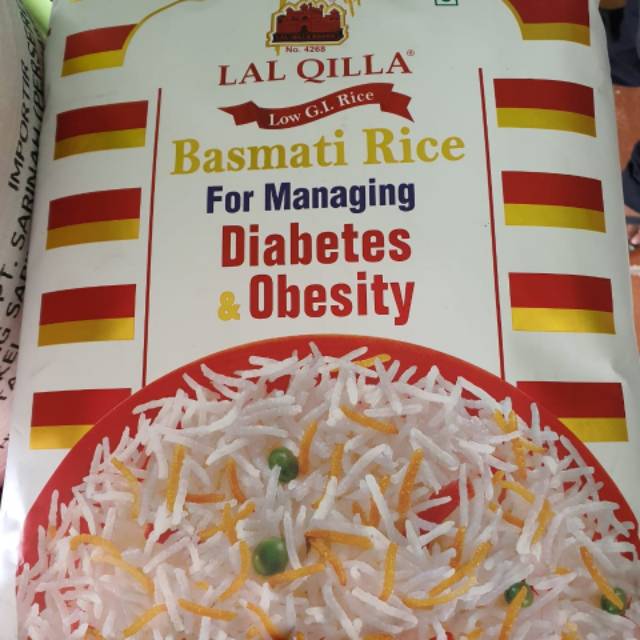 No. 4268
LAL QILLA®
Low G.I. Rice
Basmati Rice
For Managing
Diabetes
& Obesity